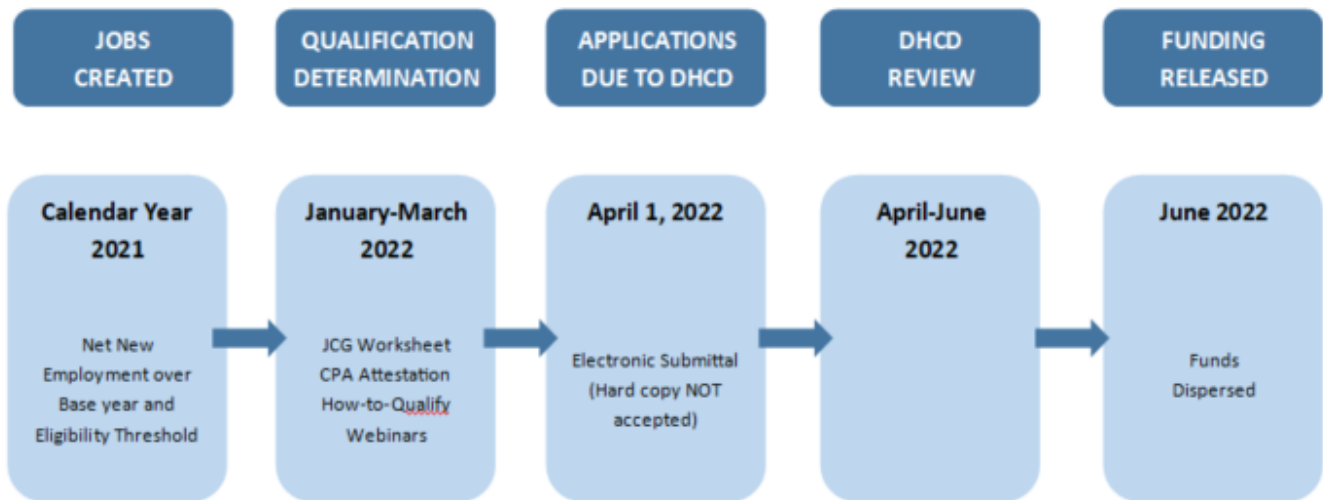 JOBS
CREATED
QUALIFICATION
DETERMINATION
APPLICATIONS
DUE TO DHCD
DHCD
REVIEW
FUNDING
RELEASED
Calendar Year
2021
Net New
Employment over
Base year and
Eligibility Threshold
January-March
2022
JCG Worksheet
CPA Attestation
How-to-Qualify
Webinars
April 1, 2022
Electronic Submittal
(Hard copy NOT
accepted)
April-June
2022
June 2022
Funds
Dispersed